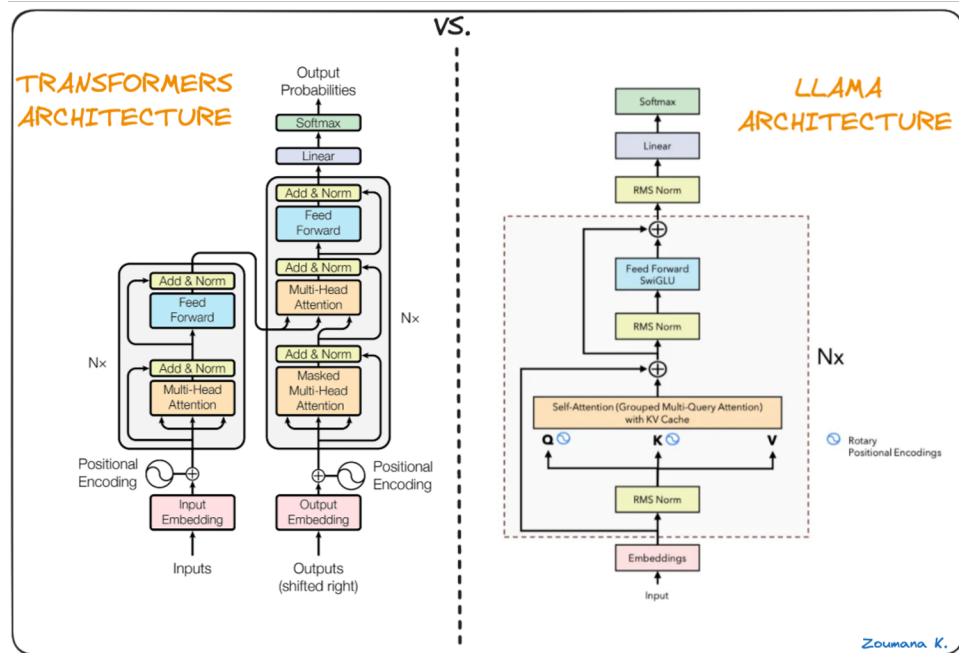 VS.
TRANSFORMERS
ARCHITECTURE
Output
Probabilities
Softmax
Linear
Add & Norm
Feed
Forward
Add & Norm
Multi-Head
Attention
Nx
Add & Norm
Masked
Multi-Head
Attention
Add & Norm
Feed
Forward
Nx
Add & Norm
Multi-Head
Attention
Positional
Encoding
Positional
Encoding
Input
Embedding
Output
Embedding
Inputs
Outputs
(shifted right)
LLAMA
ARCHITECTURE
Softmax
Linear
RMS Norm
Feed Forward
SwiGLU
RMS Norm
Nx
Self-Attention (Grouped Multi-Query Attention)
with KV Cache
Q K V
Rotary
Positional Encodings
RMS Norm
Embeddings
Input
Zoumana K.